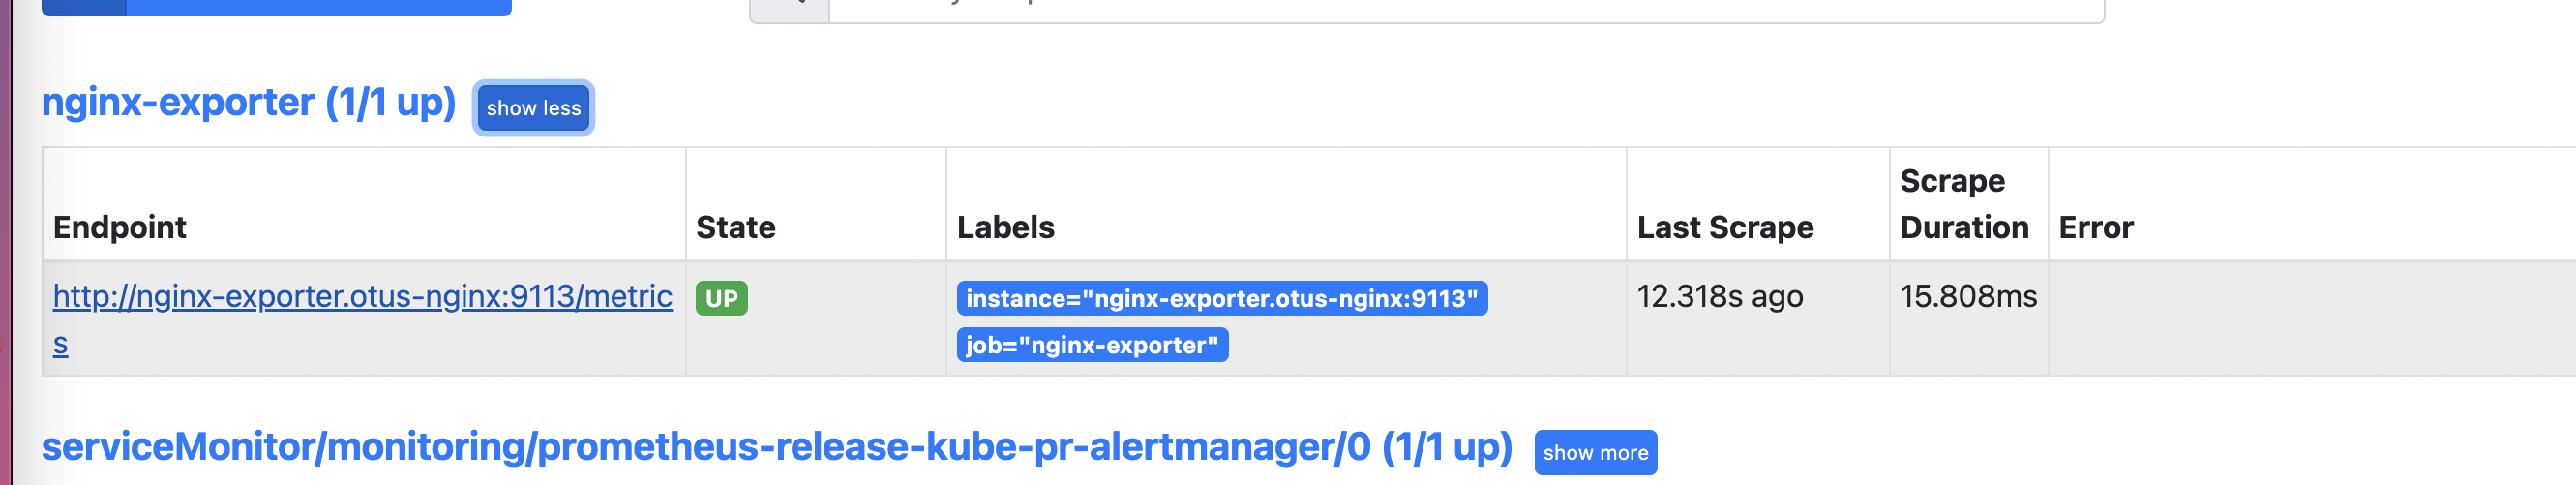 nginx-exporter (1/1 up) show less
Endpoint State Labels Last Scrape Scrape Duration Error
http://nginx-exporter.otus-nginx:9113/metric
s
UP
instance="nginx-exporter.otus-nginx:9113"
job="nginx-exporter"
12.318s ago
15.808ms
serviceMonitor/monitoring/prometheus-release-kube-pr-alertmanager/0 (1/1 up) show more